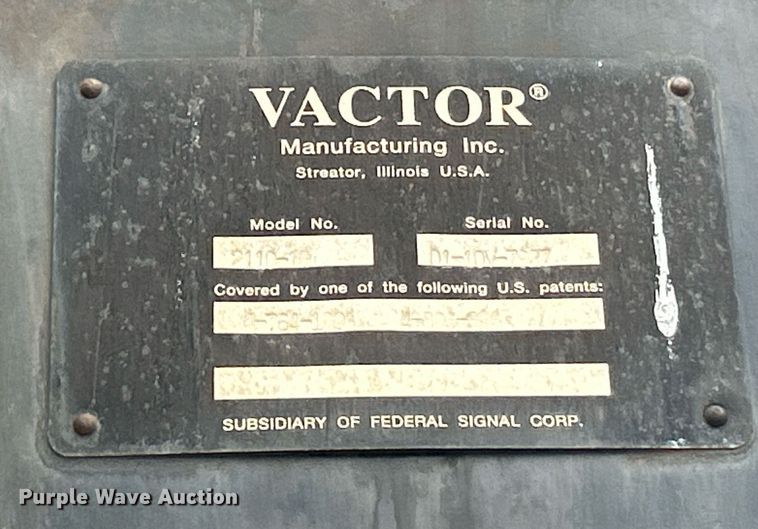 VACTOR®
Manufacturing Inc.
Streator, Illinois U.S.A.
Model No. Serial No.
Covered by one of the following U.S. patents:
SUBSIDIARY OF FEDERAL SIGNAL CORP.
Purple Wave Auction